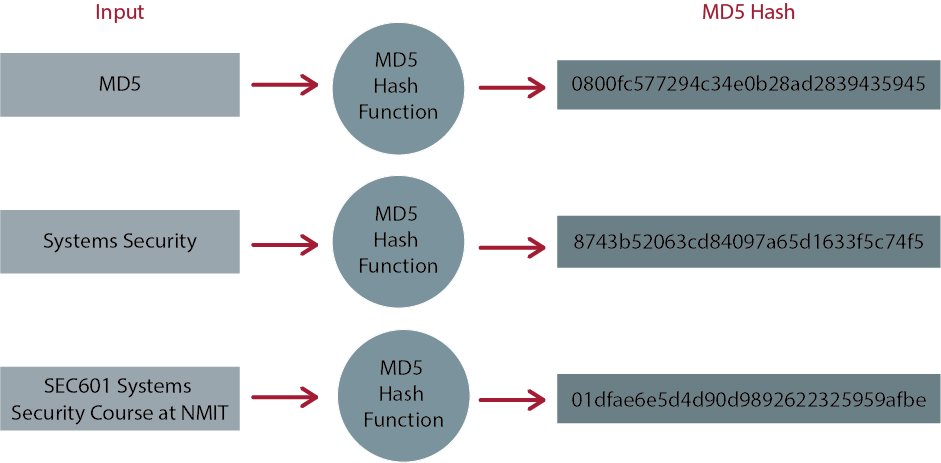 Input
MD5 Hash
MD5
MD5
Hash
Function
0800fc577294c34e0b28ad2839435945
Systems Security
MD5
Hash
Function
8743b52063cd84097a65d1633f5c74f5
SEC601 Systems
Security Course at NMIT
MD5
Hash
Function
01dfae6e5d4d90d9892622325959afbe